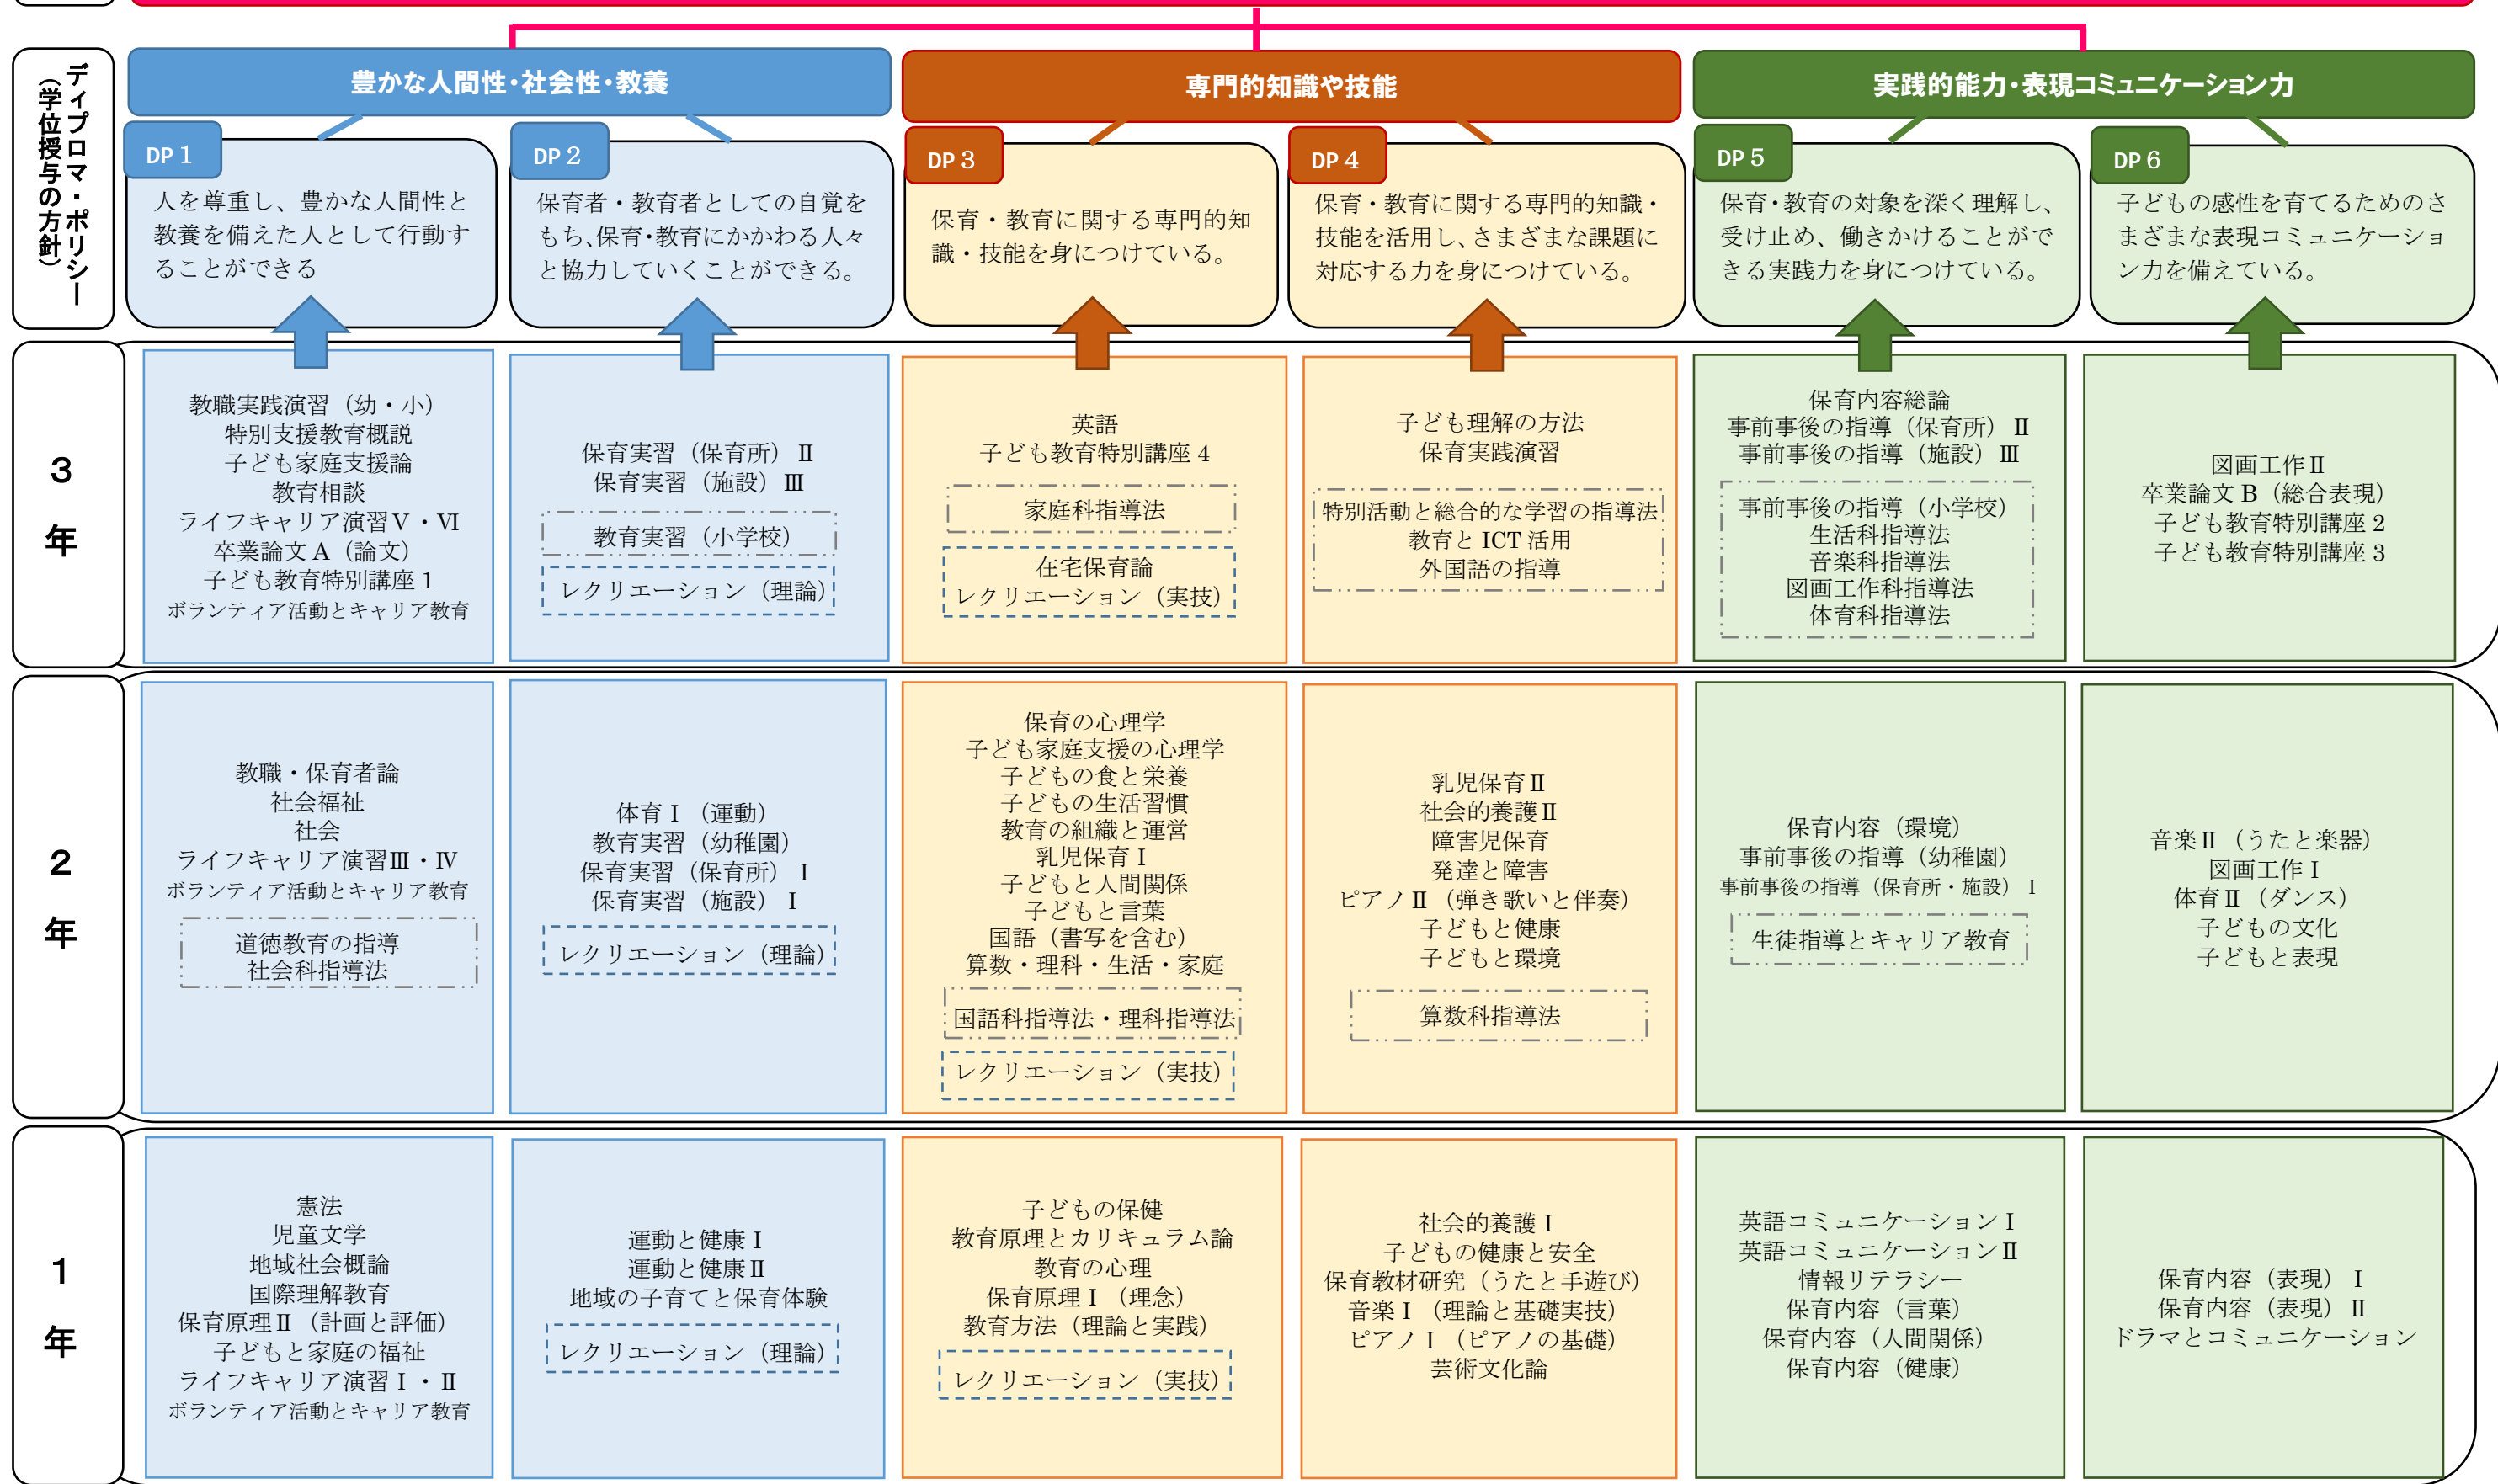 ディプロマ・ポリシー
（学位授与の方針）
豊かな人間性・社会性・教養
専門的知識や技能
実践的能力・表現コミュニケーション力
DP 1
人を尊重し、豊かな人間性と
教養を備えた人として行動す
ることができる
DP 2
保育者・教育者としての自覚を
もち、保育・教育にかかわる人々
と協力していくことができる。
DP 3
保育・教育に関する専門的知
識・技能を身につけている。
DP 4
保育・教育に関する専門的知識・
技能を活用し、さまざまな課題に
対応する力を身につけている。
DP 5
保育・教育の対象を深く理解し、
受け止め、働きかけることがで
きる実践力を身につけている。
DP 6
子どもの感性を育てるためのさ
まざまな表現コミュニケーショ
ン力を備えている。
3
年
教職実践演習（幼・小）
特別支援教育概説
子ども家庭支援論
教育相談
ライフキャリア演習Ⅴ・Ⅵ
卒業論文 A（論文）
子ども教育特別講座 1
ボランティア活動とキャリア教育
保育実習（保育所）Ⅱ
保育実習（施設）Ⅲ
教育実習（小学校）
レクリエーション（理論）
英語
子ども教育特別講座 4
家庭科指導法
在宅保育論
レクリエーション（実技）
子ども理解の方法
保育実践演習
特別活動と総合的な学習の指導法
教育と ICT 活用
外国語の指導
保育内容総論
事前事後の指導（保育所）Ⅱ
事前事後の指導（施設）Ⅲ
事前事後の指導（小学校）
生活科指導法
音楽科指導法
図画工作科指導法
体育科指導法
図画工作Ⅱ
卒業論文 B（総合表現）
子ども教育特別講座 2
子ども教育特別講座 3
2
年
教職・保育者論
社会福祉
社会
ライフキャリア演習Ⅲ・Ⅳ
ボランティア活動とキャリア教育
道徳教育の指導
社会科指導法
体育Ⅰ（運動）
教育実習（幼稚園）
保育実習（保育所）Ⅰ
保育実習（施設）Ⅰ
レクリエーション（理論）
保育の心理学
子ども家庭支援の心理学
子どもの食と栄養
子どもの生活習慣
教育の組織と運営
乳児保育Ⅰ
子どもと人間関係
子どもと言葉
国語（書写を含む）
算数・理科・生活・家庭
国語科指導法・理科指導法
レクリエーション（実技）
乳児保育Ⅱ
社会的養護Ⅱ
障害児保育
発達と障害
ピアノⅡ（弾き歌いと伴奏）
子どもと健康
子どもと環境
算数科指導法
保育内容（環境）
事前事後の指導（幼稚園）
事前事後の指導（保育所・施設）Ⅰ
生徒指導とキャリア教育
音楽Ⅱ（うたと楽器）
図画工作Ⅰ
体育Ⅱ（ダンス）
子どもの文化
子どもと表現
1
年
憲法
児童文学
地域社会概論
国際理解教育
保育原理Ⅱ（計画と評価）
子どもと家庭の福祉
ライフキャリア演習Ⅰ・Ⅱ
ボランティア活動とキャリア教育
運動と健康Ⅰ
運動と健康Ⅱ
地域の子育てと保育体験
レクリエーション（理論）
子どもの保健
教育原理とカリキュラム論
教育の心理
保育原理Ⅰ（理念）
教育方法（理論と実践）
レクリエーション（実技）
社会的養護Ⅰ
子どもの健康と安全
保育教材研究（うたと手遊び）
音楽Ⅰ（理論と基礎実技）
ピアノⅠ（ピアノの基礎）
芸術文化論
英語コミュニケーションⅠ
英語コミュニケーションⅡ
情報リテラシー
保育内容（言葉）
保育内容（人間関係）
保育内容（健康）
保育内容（表現）Ⅰ
保育内容（表現）Ⅱ
ドラマとコミュニケーション